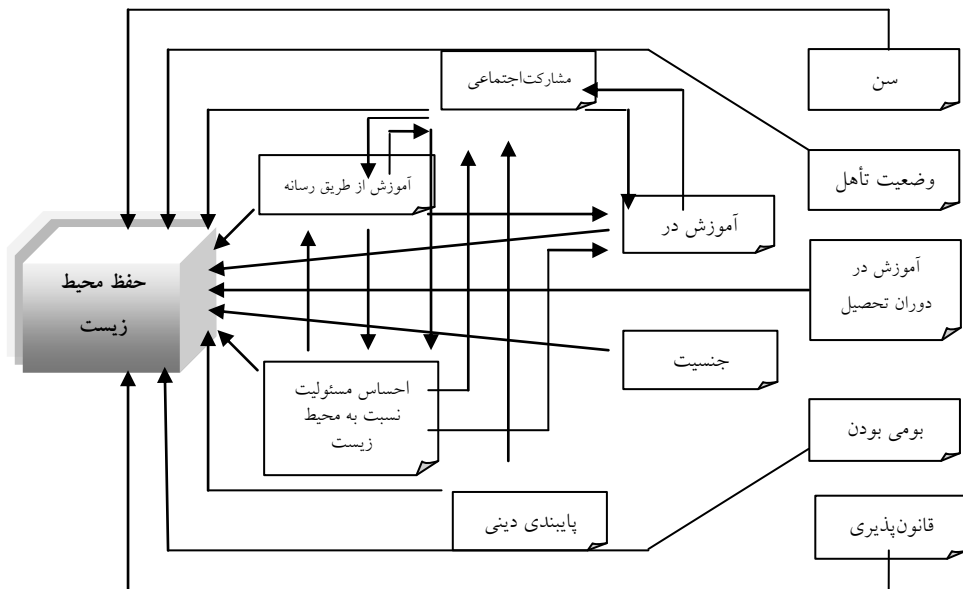 مشارکت‌اجتماعی
سن
آموزش از طریق رسانه
وضعیت تأهل
آموزش در
حفظ محیط
زیست
آموزش در
دوران تحصیل
جنسیت
احساس مسئولیت
نسبت به محیط
زیست
بومی بودن
پایبندی دینی
قانون‌پذیری